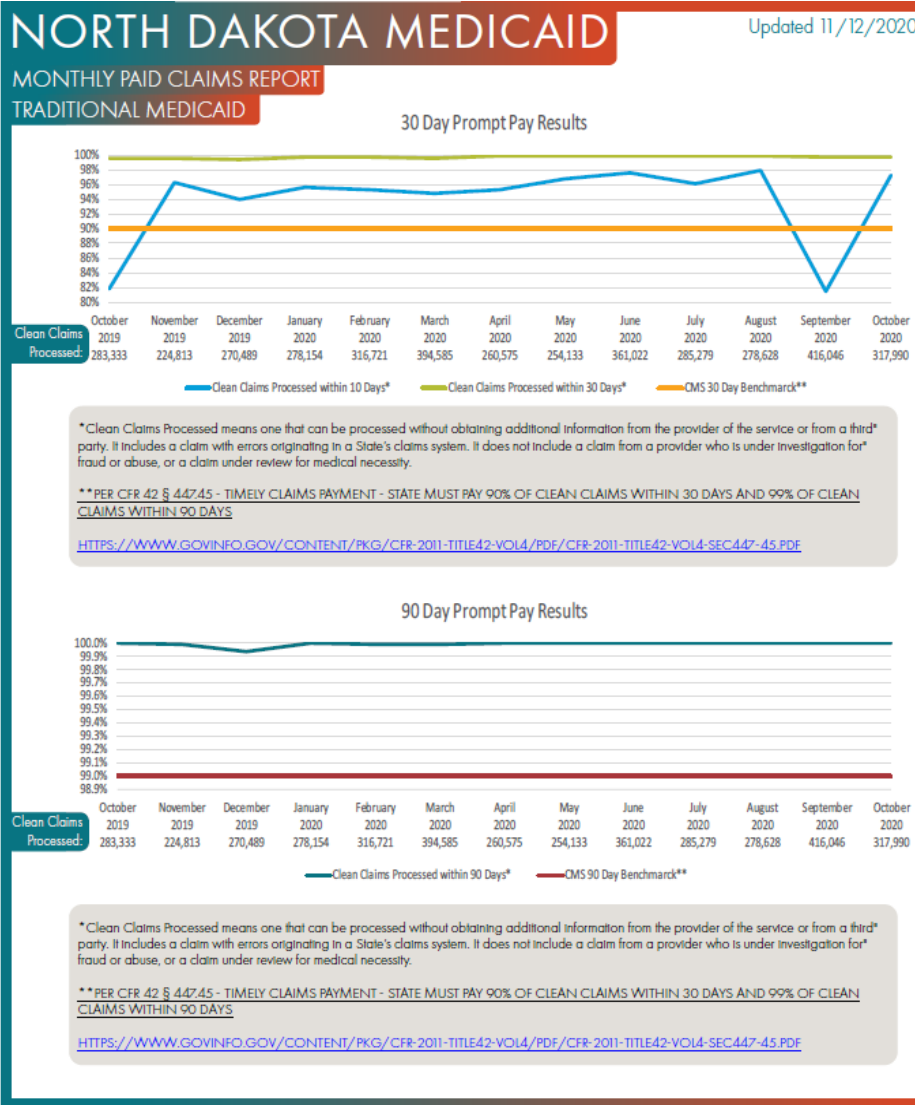 NORTH DAKOTA MEDICAID
Updated 11/12/2020
MONTHLY PAID CLAIMS REPORT
TRADITIONAL MEDICAID
30 Day Prompt Pay Results
100%
98%
96%
94%
92%
90%
88%
86%
84%
82%
80%
October November December January February March April May June July August September October
Clean Claims 2019 2019 2019 2020 2020 2020 2020 2020 2020 2020 2020 2020 2020
Processed: 283,333 224,813 270,489 278,154 316,721 394,585 260,575 254,133 361,022 285,279 278,628 416,046 317,990
Clean Claims Processed within 10 Days* Clean Claims Processed within 30 Days* CMS 30 Day Benchmarck**
*Clean Claims Processed means one that can be processed without obtaining additional information from the provider of the service or from a third*
party. It includes a claim with errors originating in a State's claims system. It does not include a claim from a provider who is under investigation for*
fraud or abuse, or a claim under review for medical necessity.
**PER CFR 42 § 447.45 - TIMELY CLAIMS PAYMENT - STATE MUST PAY 90% OF CLEAN CLAIMS WITHIN 30 DAYS AND 99% OF CLEAN
CLAIMS WITHIN 90 DAYS
HTTPS://WWW.GOVINFO.GOV/CONTENT/PKG/CFR-2011-TITLE42-VOL4/PDF/CFR-2011-TITLE42-VOL4-SEC447-45.PDF
90 Day Prompt Pay Results
100.0%
99.9%
99.8%
99.7%
99.6%
99.5%
99.4%
99.3%
99.2%
99.1%
99.0%
98.9%
October November December January February March April May June July August September October
Clean Claims 2019 2019 2019 2020 2020 2020 2020 2020 2020 2020 2020 2020 2020
Processed: 283,333 224,813 270,489 278,154 316,721 394,585 260,575 254,133 361,022 285,279 278,628 416,046 317,990
Clean Claims Processed within 90 Days* CMS 90 Day Benchmarck**
*Clean Claims Processed means one that can be processed without obtaining additional information from the provider of the service or from a third*
party. It includes a claim with errors originating in a State's claims system. It does not include a claim from a provider who is under investigation for*
fraud or abuse, or a claim under review for medical necessity.
**PER CFR 42 § 447.45 - TIMELY CLAIMS PAYMENT - STATE MUST PAY 90% OF CLEAN CLAIMS WITHIN 30 DAYS AND 99% OF CLEAN
CLAIMS WITHIN 90 DAYS
HTTPS://WWW.GOVINFO.GOV/CONTENT/PKG/CFR-2011-TITLE42-VOL4/PDF/CFR-2011-TITLE42-VOL4-SEC447-45.PDF